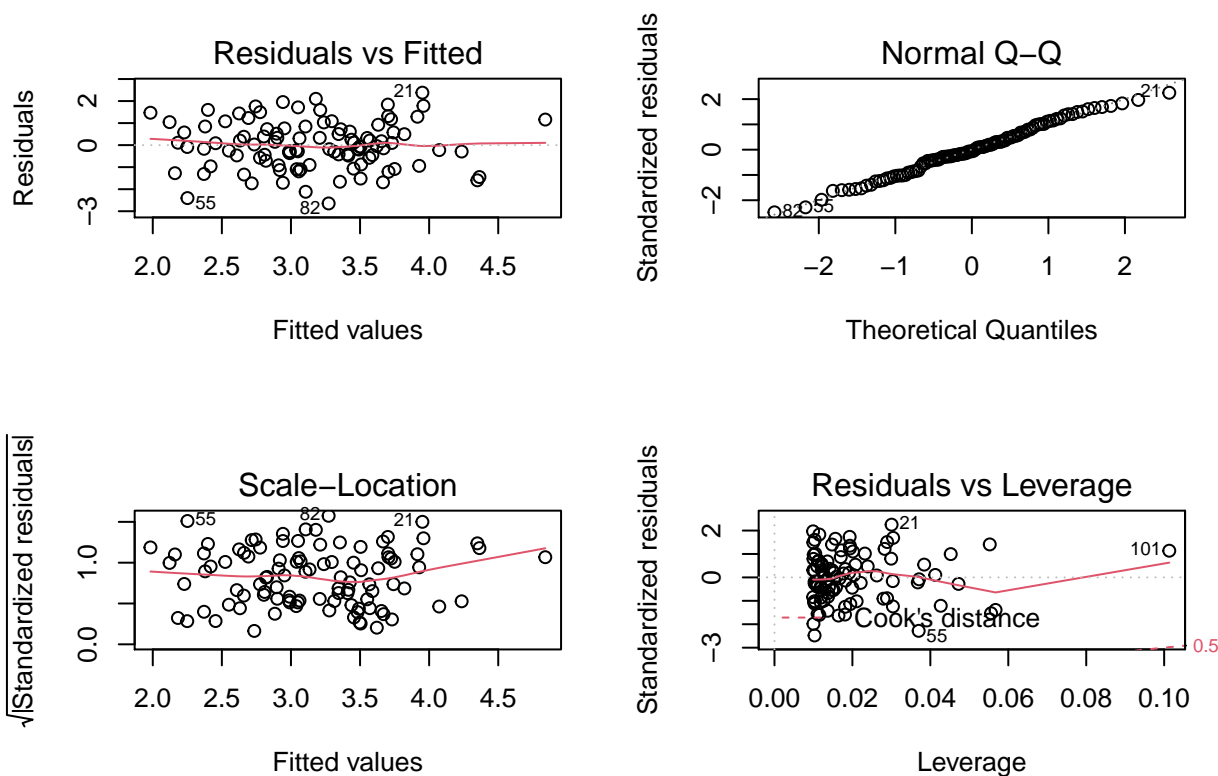 Residuals vs Fitted
Residuals
2
0
−3
21
55
82
2.0 2.5 3.0 3.5 4.0 4.5
Fitted values
Normal Q−Q
Standardized residuals
2
0
−2
21
82
55
−2 −1 0 1 2
Theoretical Quantiles
Scale−Location
√|Standardized residuals|
1.0
0.0
55
82
21
2.0 2.5 3.0 3.5 4.0 4.5
Fitted values
Residuals vs Leverage
Standardized residuals
2
0
−3
21
101
Cook's distance
55
0.5
0.00 0.02 0.04 0.06 0.08 0.10
Leverage